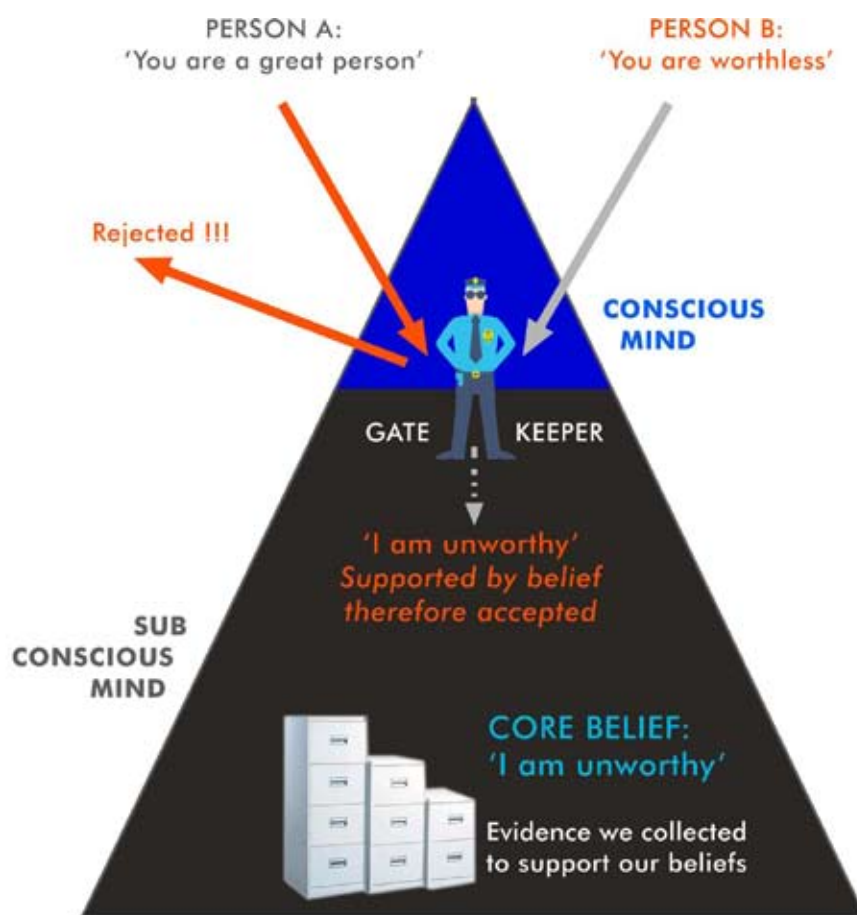 PERSON A:
'You are a great person'
PERSON B:
'You are worthless'
Rejected !!!
CONSCIOUS
MIND
GATE KEEPER
'I am unworthy'
Supported by belief
therefore accepted
SUB
CONSCIOUS
MIND
CORE BELIEF:
'I am unworthy'
Evidence we collected
to support our beliefs